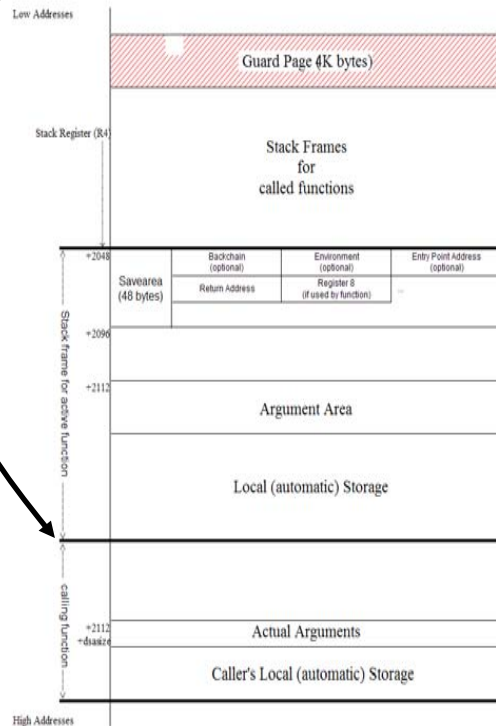 Low Addresses
Guard Page 4K bytes)
Stack Register (R4)
Stack Frames
for
called functions
+2048
Savearea
(48 bytes)
Backchain
(optional)
Environment
(optional)
Entry Point Address
(optional)
Return Address
Register 8
(if used by function)
...
+2096
+2112
Argument Area
Stack frame for active function
Local (automatic) Storage
calling function
+2112
+dsasize
Actual Arguments
Caller's Local (automatic) Storage
High Addresses